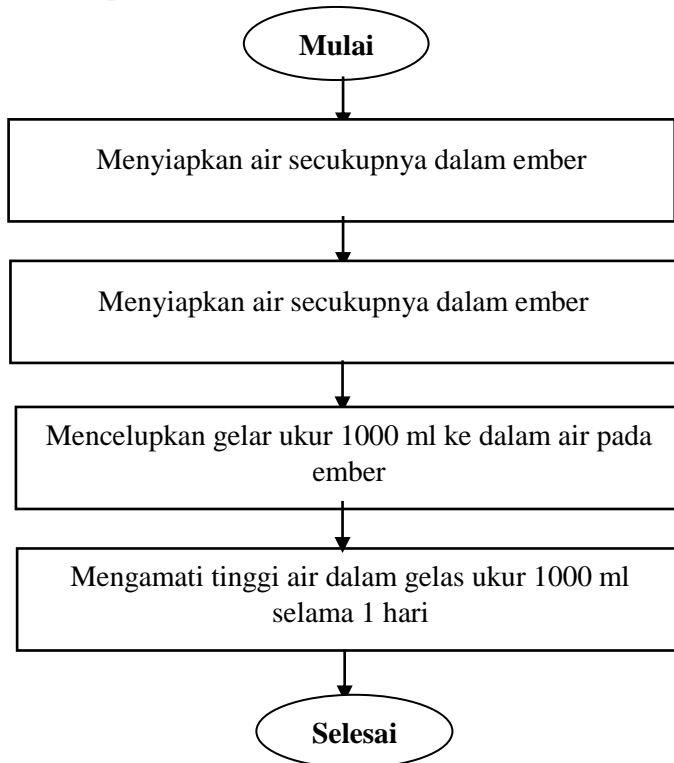 Mulai
Menyiapkan air secukupnya dalam ember
Menyiapkan air secukupnya dalam ember
Mencelupkan gelar ukur 1000 ml ke dalam air pada
ember
Mengamati tinggi air dalam gelas ukur 1000 ml
selama 1 hari
Selesai